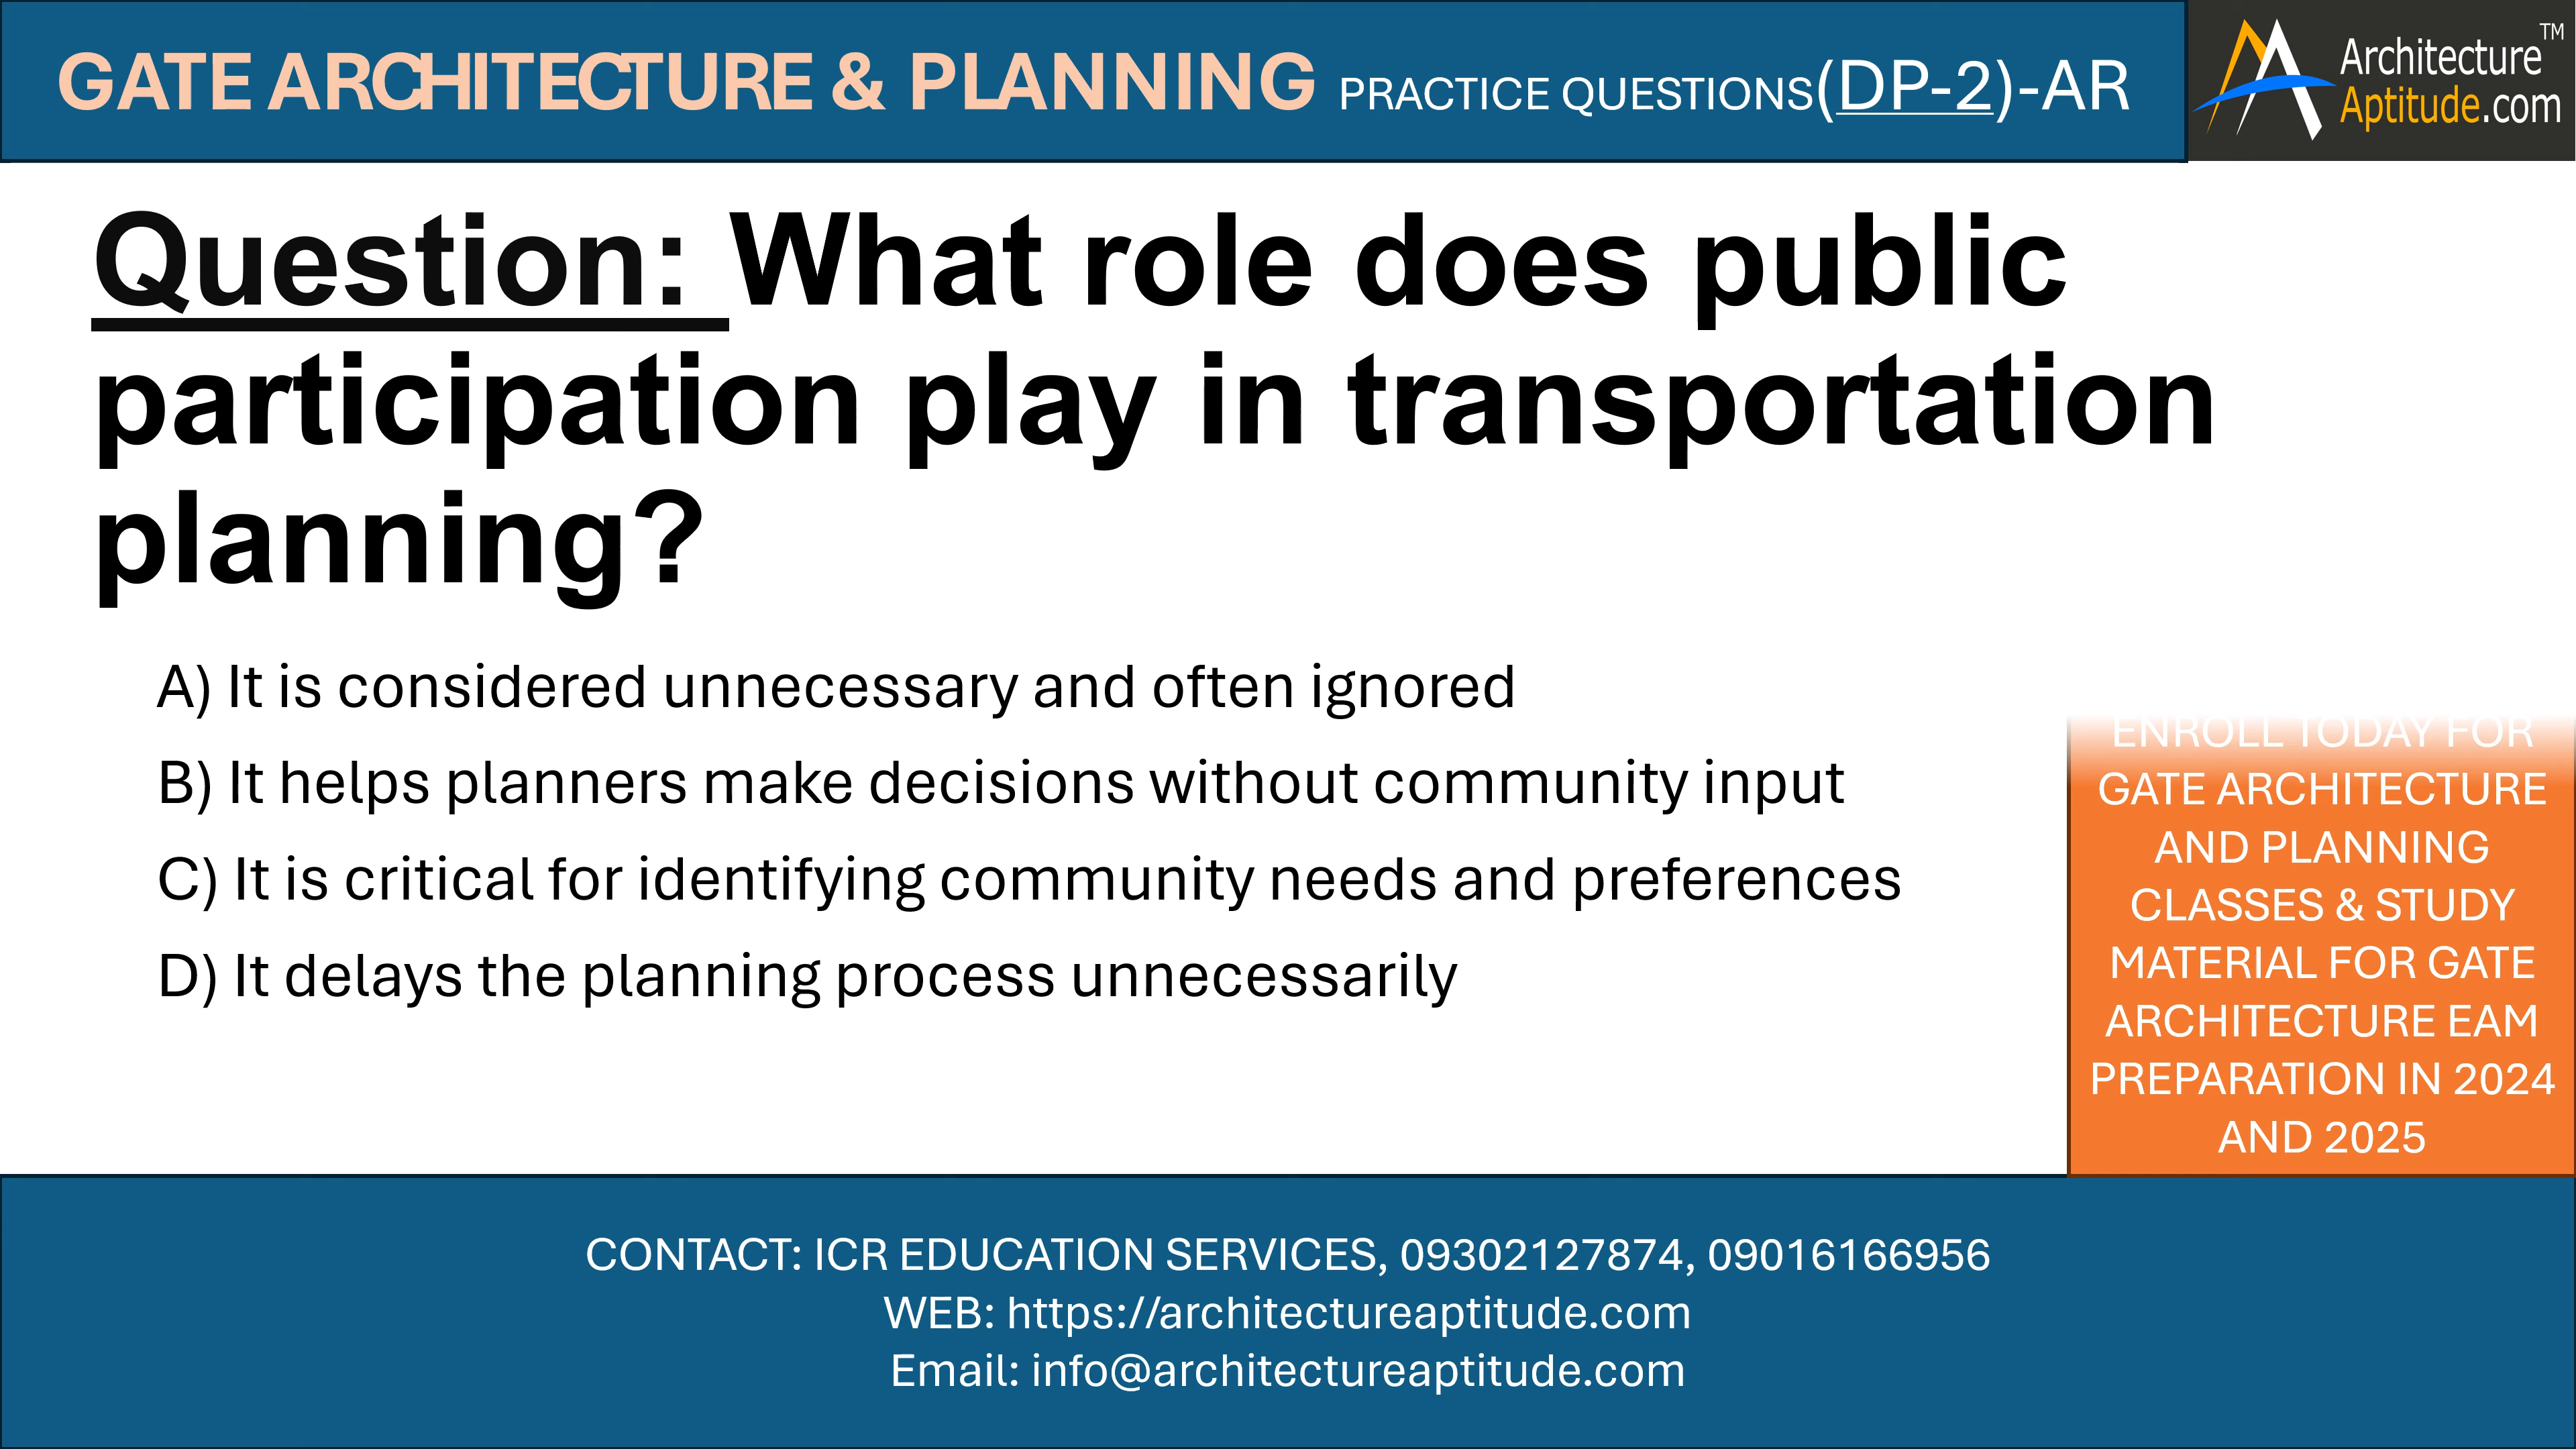 GATE ARCHITECTURE & PLANNING PRACTICE QUESTIONS(DP-2)-AR
Architecture™
Aptitude.com
Question: What role does public
participation play in transportation
planning?
A) It is considered unnecessary and often ignored
B) It helps planners make decisions without community input
C) It is critical for identifying community needs and preferences
D) It delays the planning process unnecessarily
ENROLL TODAY FOR
GATE ARCHITECTURE
AND PLANNING
CLASSES & STUDY
MATERIAL FOR GATE
ARCHITECTURE EAM
PREPARATION IN 2024
AND 2025
CONTACT: ICR EDUCATION SERVICES, 09302127874, 09016166956
WEB: https://architectureaptitude.com
Email: info@architectureaptitude.com